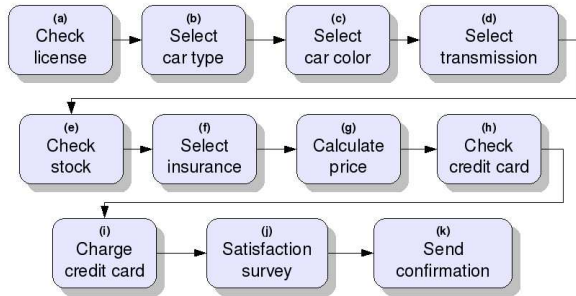 (a)
Check
license
(b)
Select
car type
(c)
Select
car color
(d)
Select
transmission
(e)
Check
stock
(f)
Select
insurance
(g)
Calculate
price
(h)
Check
credit card
(i)
Charge
credit card
(j)
Satisfaction
survey
(k)
Send
confirmation